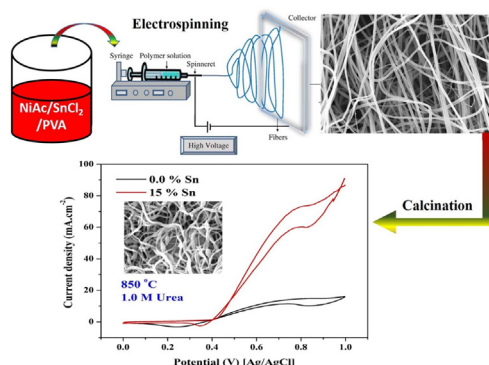 Electrospinning
Collector
Syringe
Polymer solution
Spinneret
NiAc/SnCl2
/PVA
Fibers
High Voltage
Calcination
100
80
60
40
20
0
0.0 % Sn
15 % Sn
850 °C
1.0 M Urea
Current density (mA.cm-2)
0.0
0.2
0.4
0.6
0.8
1.0
Potential (V) [Ag/AgCl]